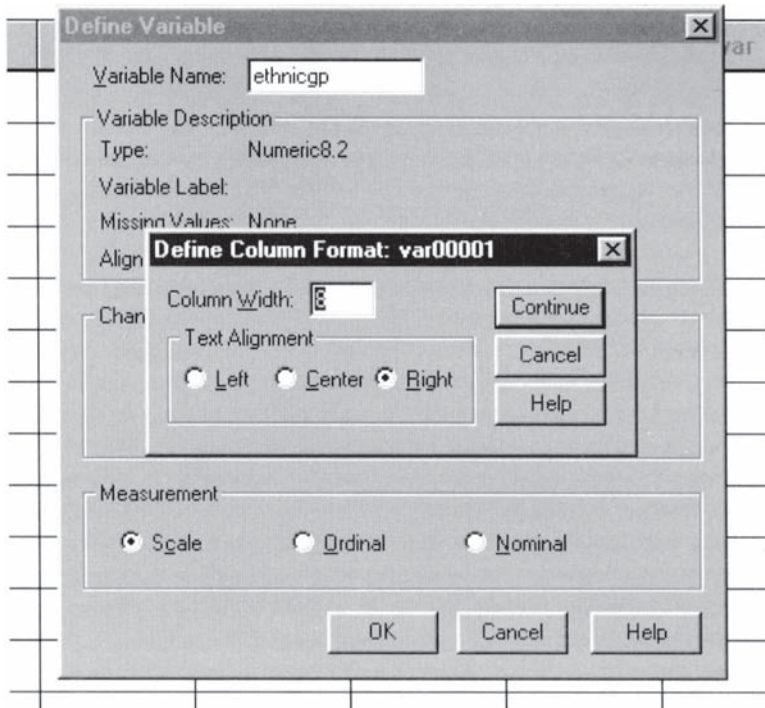 Define Variable
var
Variable Name: ethnicgp
Variable Description
Type: Numeric8.2
Variable Label:
Missing Values: None
Align
Define Column Format: var00001
Column Width: 8
Continue
Text Alignment
Cancel
Left Center Right
Help
Chan
Measurement
Scale Ordinal Nominal
OK Cancel Help